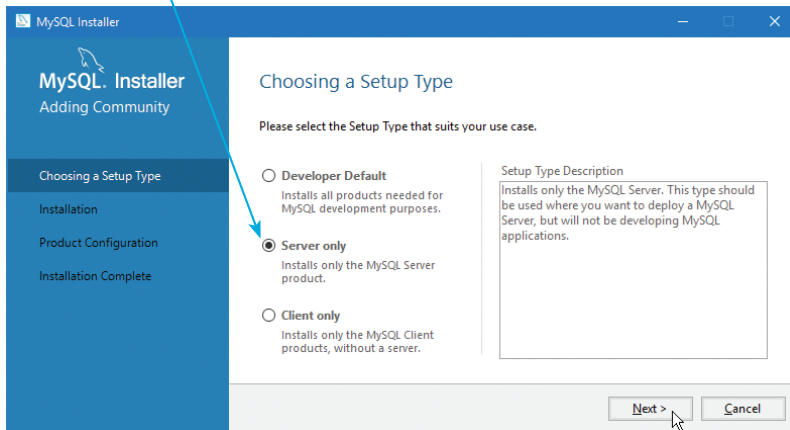 MySQL Installer
MySQL. Installer
Adding Community
Choosing a Setup Type
Installation
Product Configuration
Installation Complete
Choosing a Setup Type
Please select the Setup Type that suits your use case.
Developer Default
Installs all products needed for
MySQL development purposes.
Server only
Installs only the MySQL Server
product.
Client only
Installs only the MySQL Client
products, without a server.
Setup Type Description
Installs only the MySQL Server. This type should
be used where you want to deploy a MySQL
Server, but will not be developing MySQL
applications.
Next >
Cancel